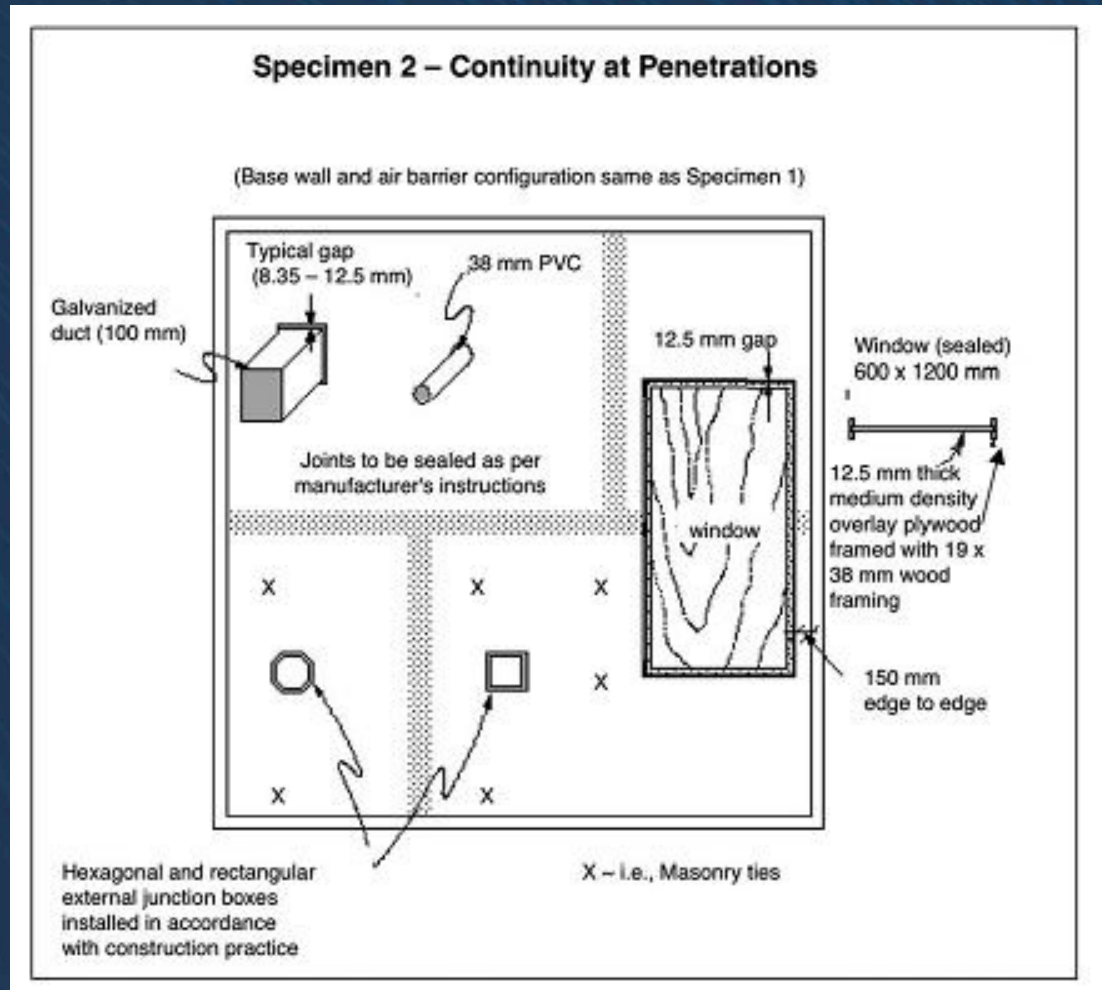 Specimen 2 – Continuity at Penetrations
(Base wall and air barrier configuration same as Specimen 1)
Typical gap
(8.35 – 12.5 mm)
38 mm PVC
Galvanized
duct (100 mm)
12.5 mm gap
Window (sealed)
600 x 1200 mm
Joints to be sealed as per
manufacturer's instructions
window
12.5 mm thick
medium density
overlay plywood
framed with 19 x
38 mm wood
framing
X
X
X
X
150 mm
edge to edge
X
X
Hexagonal and rectangular
external junction boxes
installed in accordance
with construction practice
X ~ i.e., Masonry ties